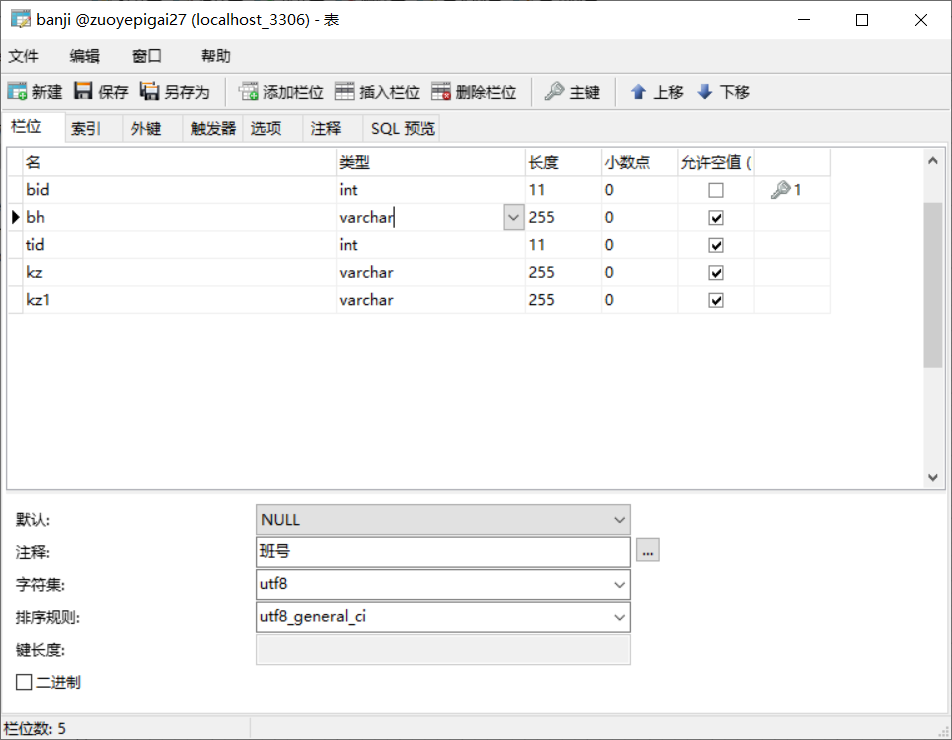 banji @zuoyepigai27 (localhost_3306) - 表
文件 编辑 窗口 帮助
新建 保存 另存为 添加栏位 插入栏位 删除栏位 主键 上移 下移
栏位 索引 外键 触发器 选项 注释 SQL 预览
名 类型 长度 小数点 允许空值 (
bid int 11 0 1
bh varchar 255 0
tid int 11 0
kz varchar 255 0
kz1 varchar 255 0
默认: NULL
注释: 班号 ...
字符集: utf8
排序规则: utf8_general_ci
键长度:
二进制
栏位数: 5